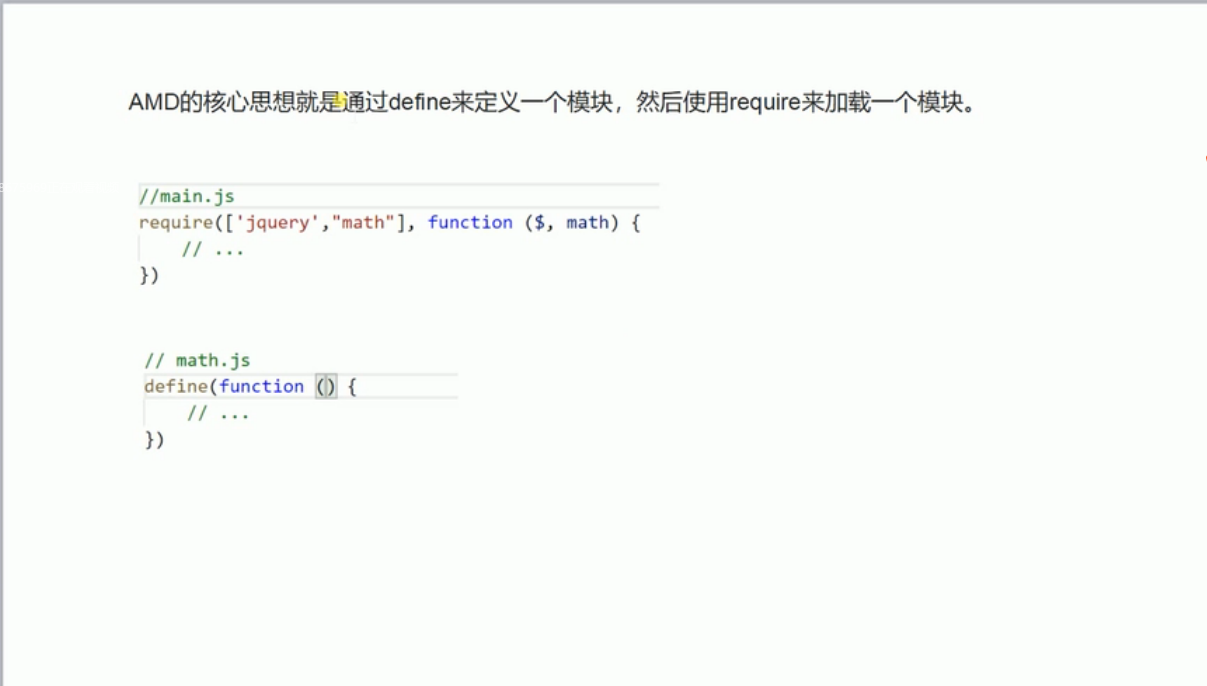 AMD的核心思想就是通过define来定义一个模块，然后使用require来加载一个模块。
//main.js
require(['jquery',"math"], function ($, math) {
// ...
})
// math.js
define(function () {
// ...
})